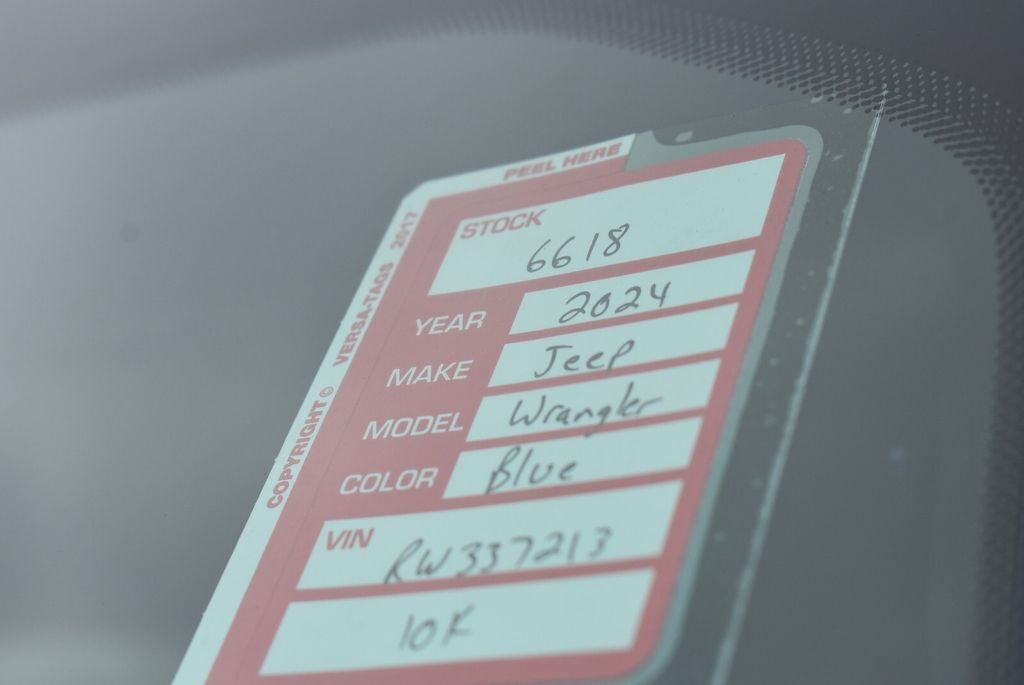 PEEL HERE
COPYRIGHT © VERSA-TAGS 2017
STOCK
6618
YEAR 2024
MAKE Jeep
MODEL Wrangler
COLOR Blue
VIN
RW337213
10K